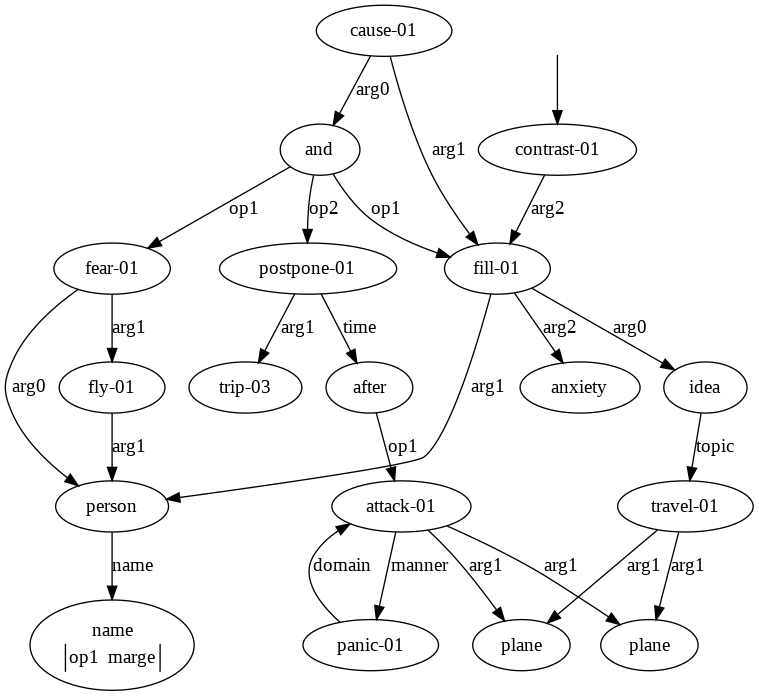 cause-01
arg0
and
arg1
contrast-01
op1
op2
op1
arg2
fear-01
postpone-01
fill-01
arg1
arg1
time
arg2
arg0
arg0
fly-01
trip-03
after
anxiety
idea
arg1
arg1
op1
topic
person
attack-01
travel-01
name
domain
manner
arg1
arg1
arg1
arg1
name
op1 marge
panic-01
plane
plane